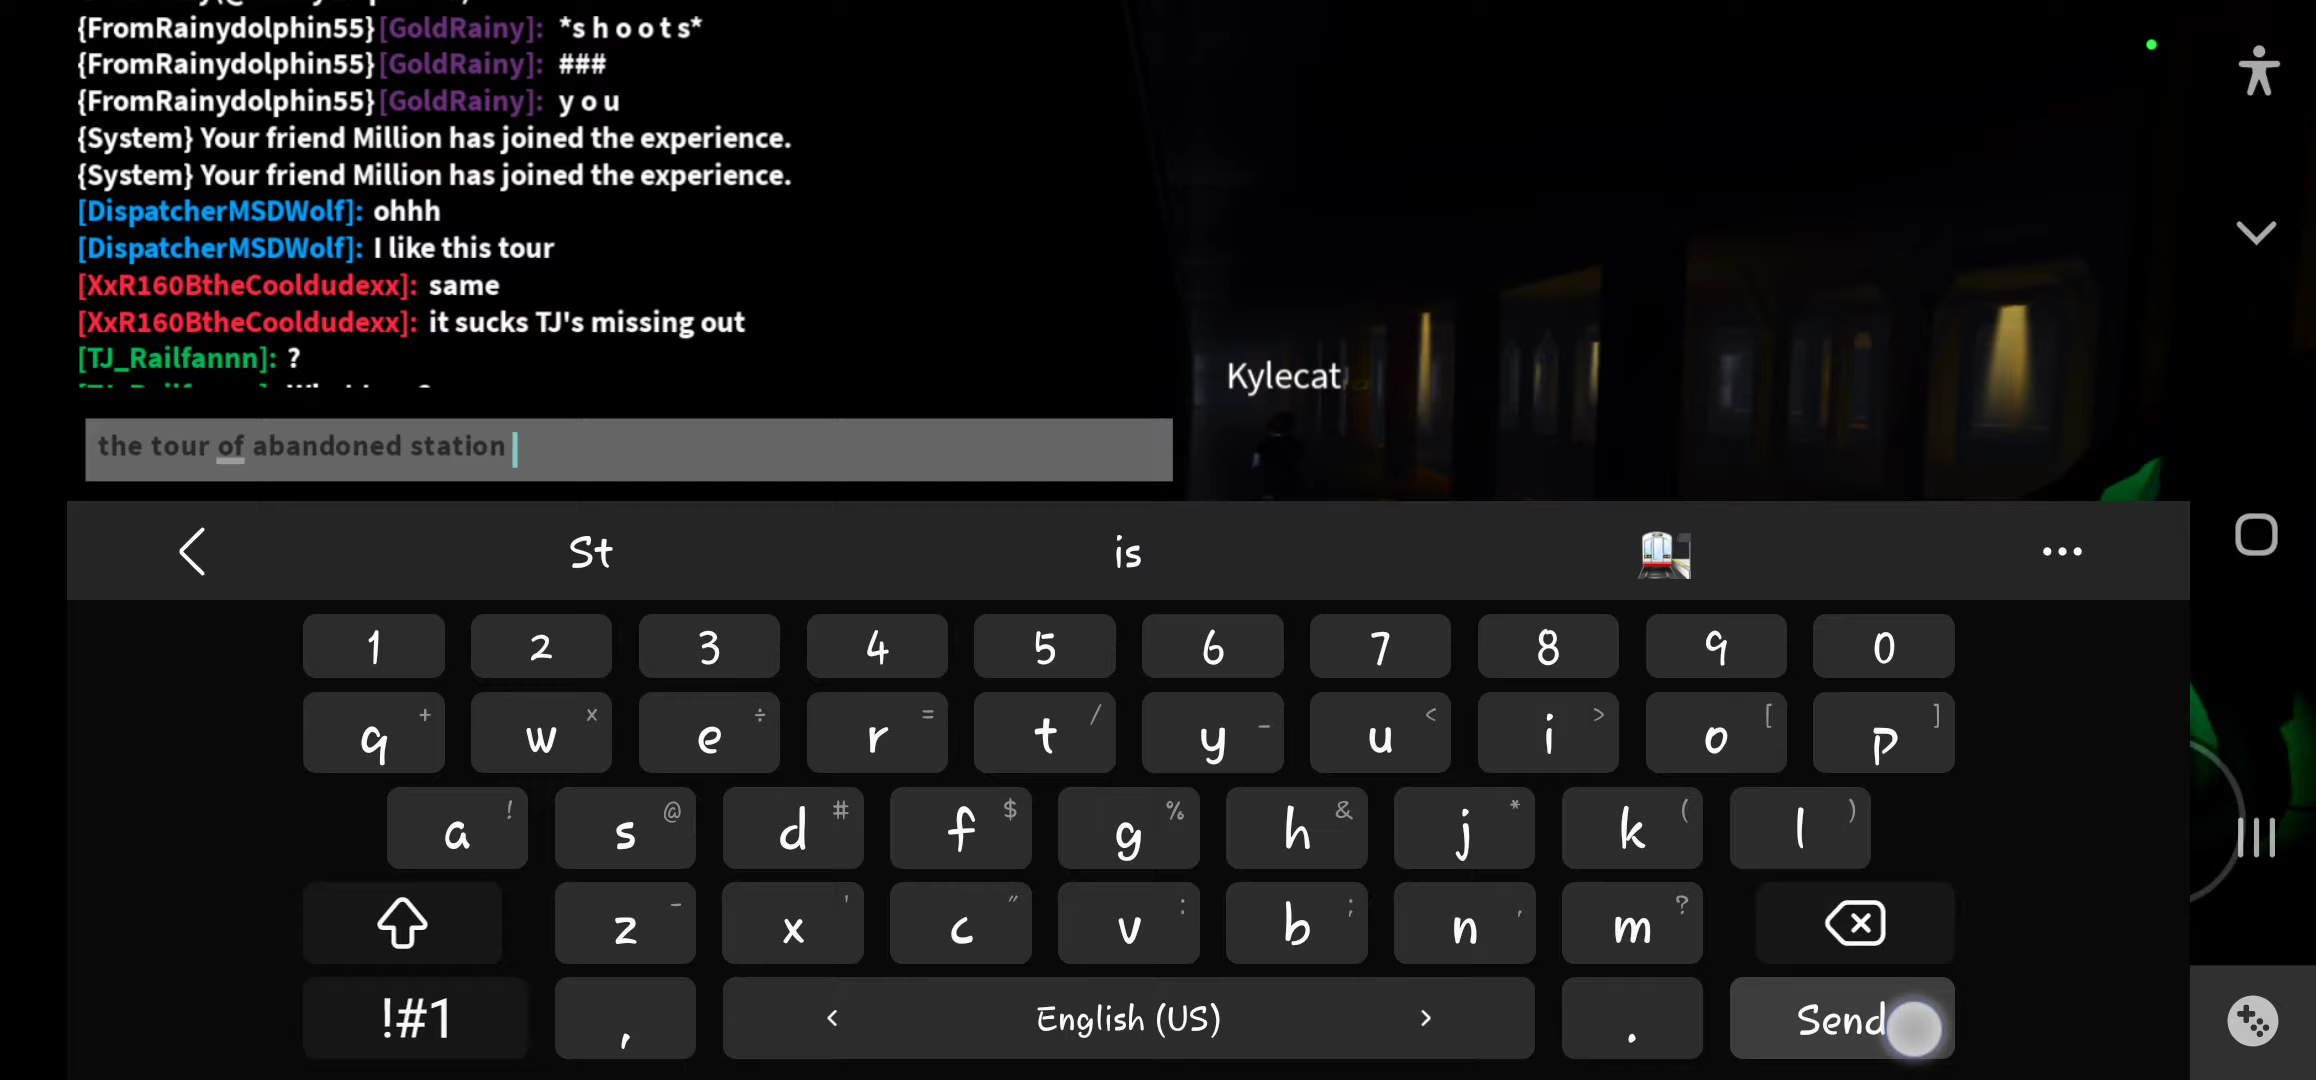 {FromRainydolphin55}[GoldRainy]: *s h o o t s*
{FromRainydolphin55}[GoldRainy]: ###
{FromRainydolphin55}[GoldRainy]: y o u
{System} Your friend Million has joined the experience.
{System} Your friend Million has joined the experience.
[DispatcherMSDWolf]: ohhh
[DispatcherMSDWolf]: I like this tour
[XxR160BtheCooldudexx]: same
[XxR160BtheCooldudexx]: it sucks TJ's missing out
[TJ_Railfannn]: ?
Kylecat
the tour of abandoned station
St is
1 2 3 4 5 6 7 8 9 0
q + w × e ÷ r = t / y _ u < i > o [ p ]
a ! s @ d # f $ g % h & j * k ( l )
z - x ' c " v : b ; n , m ?
!#1 , < English (US) > . Send